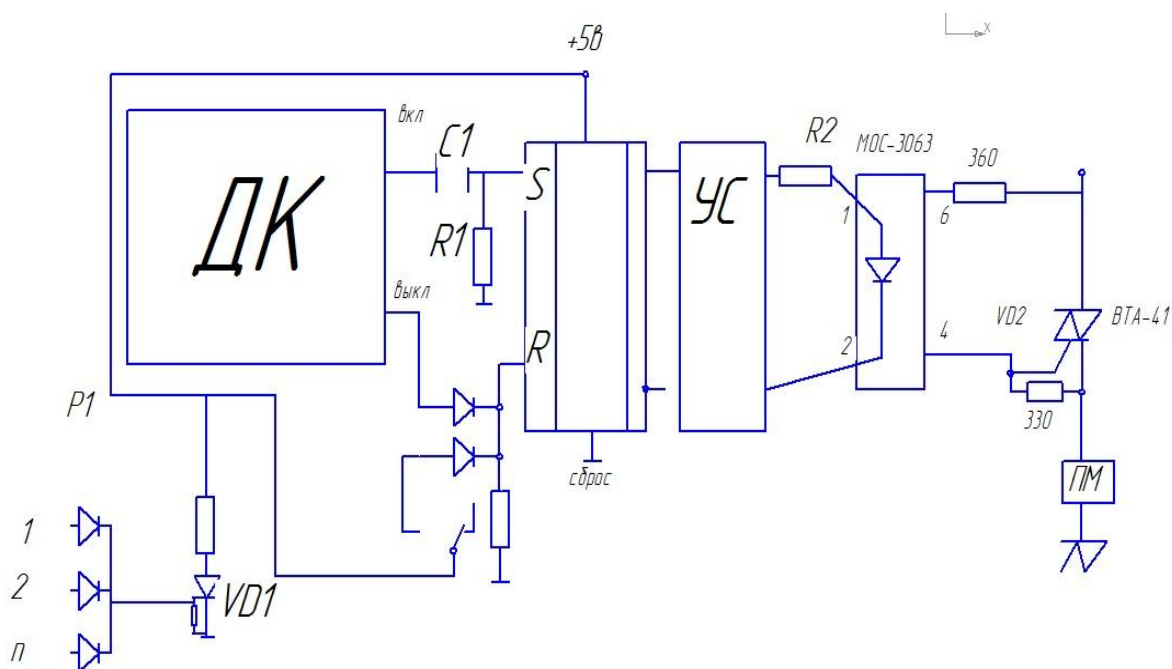 x
+5в
вкл
C1
R2
МОС-3063
360
S
1
6
ДК
R1
УС
выкл
R
2
4
VD2
ВТА-41
P1
330
сброс
ПМ
1
2
VD1
п